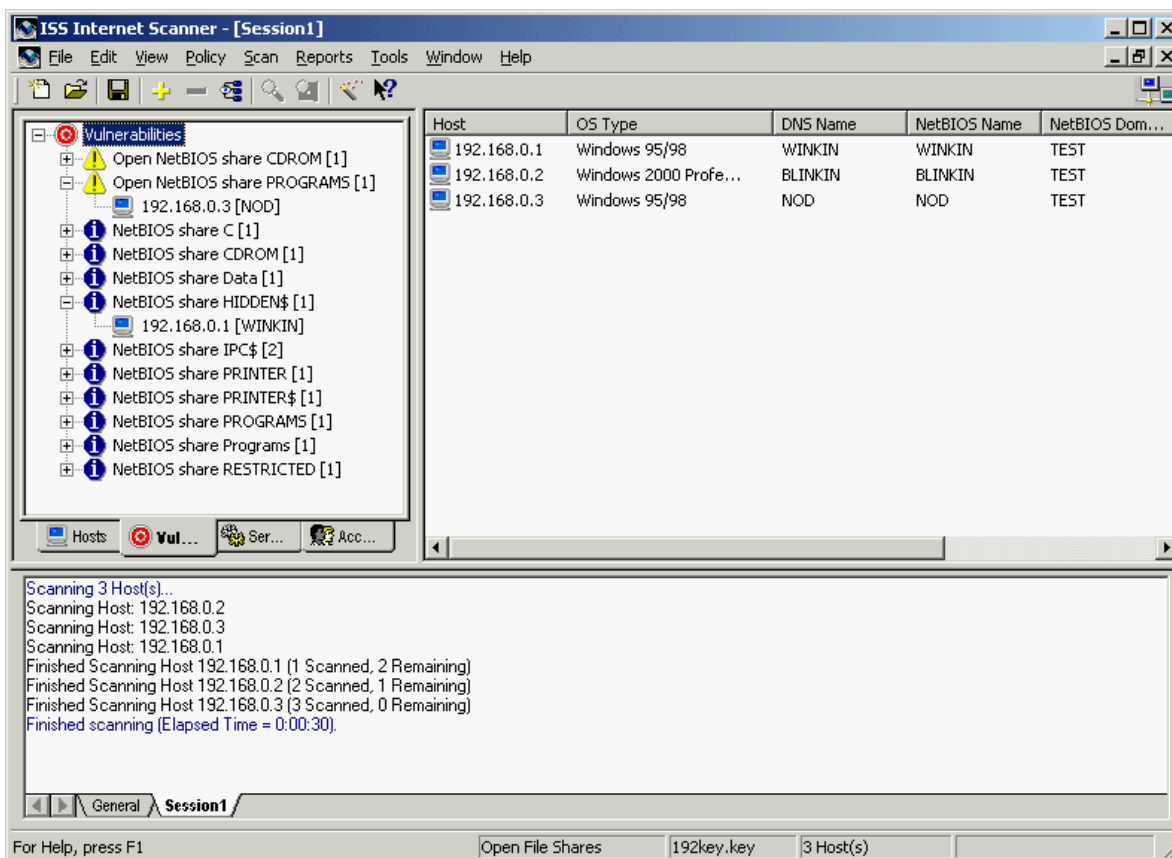 ISS Internet Scanner - [Session1]
File Edit View Policy Scan Reports Tools Window Help
Vulnerabilities
Open NetBIOS share CDROM [1]
Open NetBIOS share PROGRAMS [1]
192.168.0.3 [NOD]
NetBIOS share C [1]
NetBIOS share CDROM [1]
NetBIOS share Data [1]
NetBIOS share HIDDEN$ [1]
192.168.0.1 [WINKIN]
NetBIOS share IPC$ [2]
NetBIOS share PRINTER [1]
NetBIOS share PRINTER$ [1]
NetBIOS share PROGRAMS [1]
NetBIOS share Programs [1]
NetBIOS share RESTRICTED [1]
Hosts Vul... Ser... Acc...
Host OS Type DNS Name NetBIOS Name NetBIOS Dom...
192.168.0.1 Windows 95/98 WINKIN WINKIN TEST
192.168.0.2 Windows 2000 Profe... BLINKIN BLINKIN TEST
192.168.0.3 Windows 95/98 NOD NOD TEST
Scanning 3 Host(s)...
Scanning Host: 192.168.0.2
Scanning Host: 192.168.0.3
Scanning Host: 192.168.0.1
Finished Scanning Host 192.168.0.1 (1 Scanned, 2 Remaining)
Finished Scanning Host 192.168.0.2 (2 Scanned, 1 Remaining)
Finished Scanning Host 192.168.0.3 (3 Scanned, 0 Remaining)
Finished scanning (Elapsed Time = 0:00:30).
General Session1
For Help, press F1 Open File Shares 192key.key 3 Host(s)